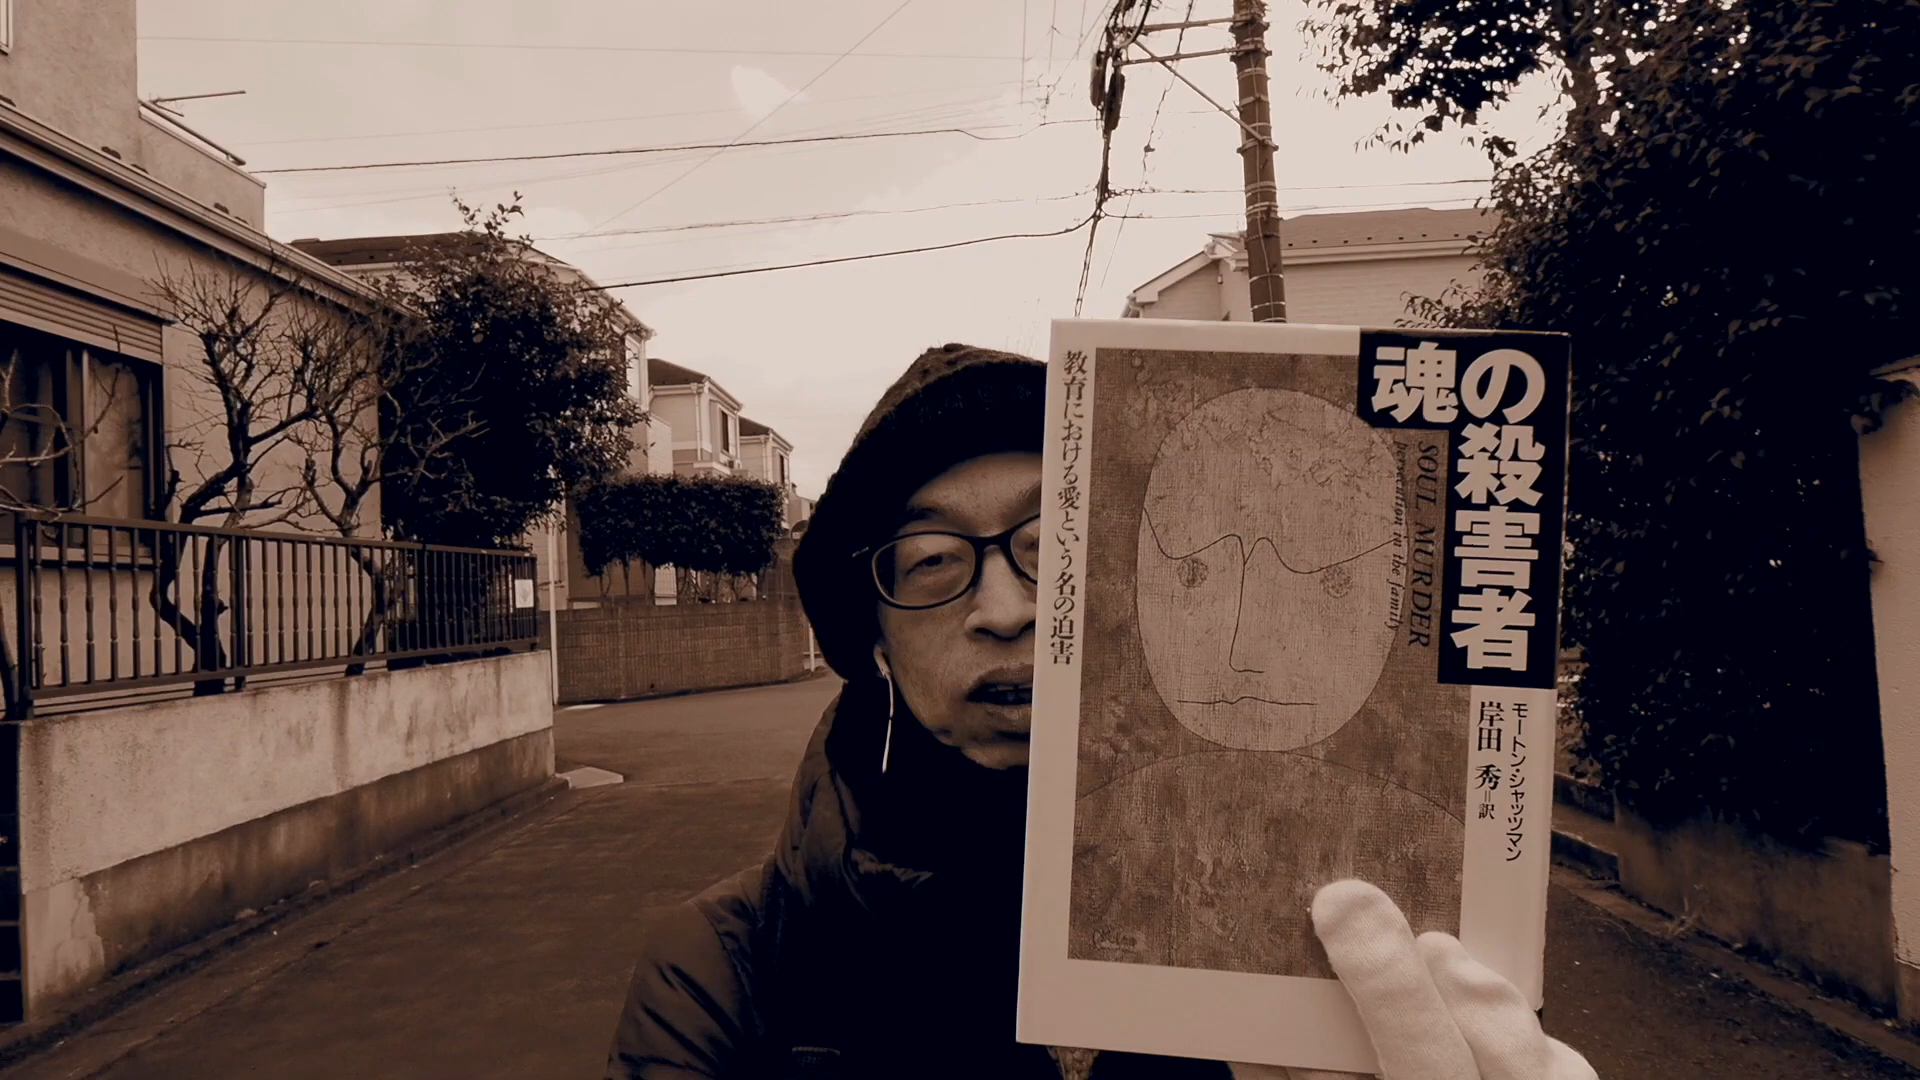 魂の殺害者
SOUL MURDER
persecution in the family
教育における愛という名の迫害
モートン・シャッツマン
岸田 秀=訳